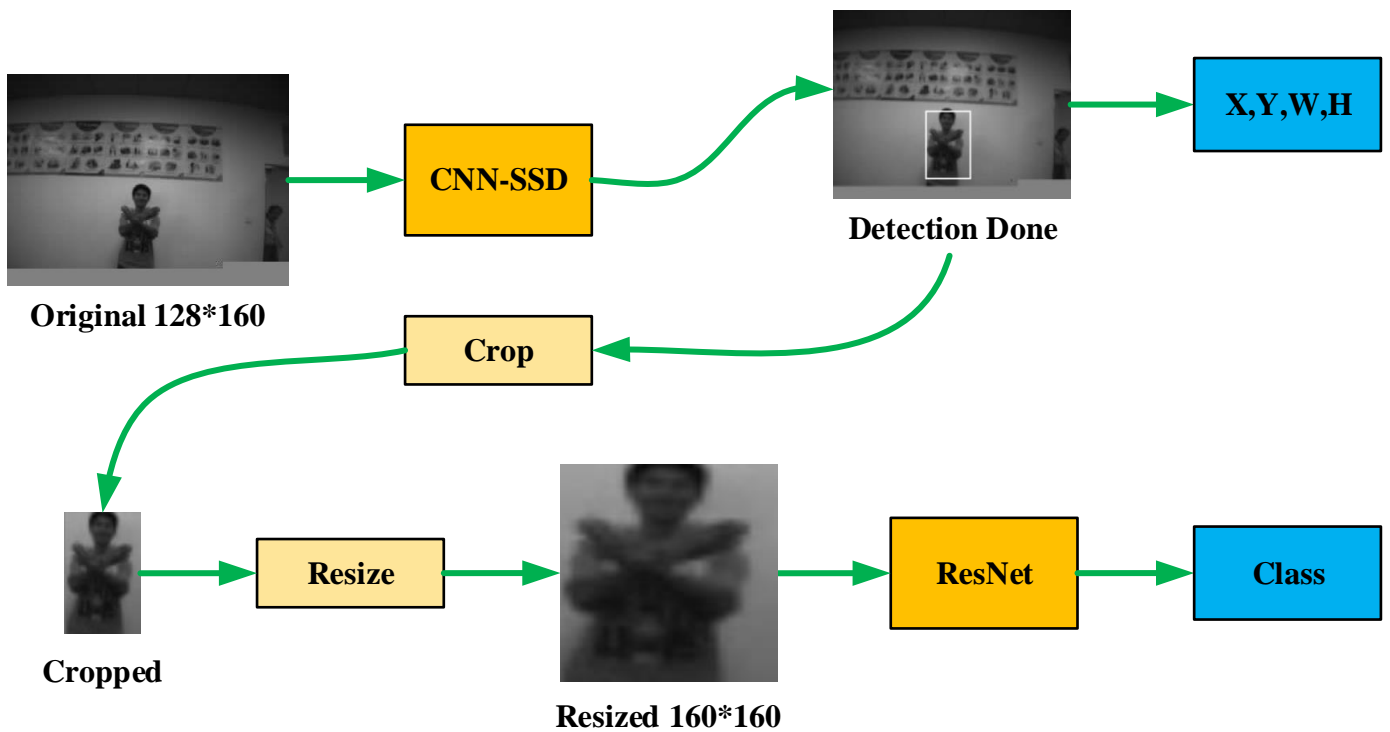 X,Y,W,H
CNN-SSD
Detection Done
Original 128*160
Crop
Resize
ResNet
Class
Cropped
Resized 160*160